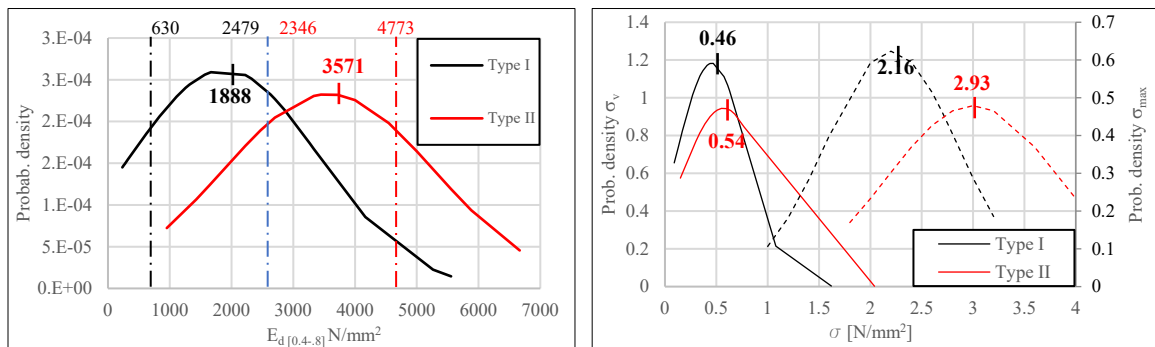 630 2479 2346 4773
3.E-04
3.E-04
2.E-04
2.E-04
1.E-04
5.E-05
0.E+00
Probab. density
1888
3571
Type I
Type II
0 1000 2000 3000 4000 5000 6000 7000
E_d [0.4-.8] N/mm²
1.4
1.2
1
0.8
0.6
0.4
0.2
0
Prob. density σ_v
0.46
0.54
2.16
2.93
Type I
Type II
0.7
0.6
0.5
0.4
0.3
0.2
0.1
0
Prob. density σ_max
0 0.5 1 1.5 2 2.5 3 3.5 4
σ [N/mm²]